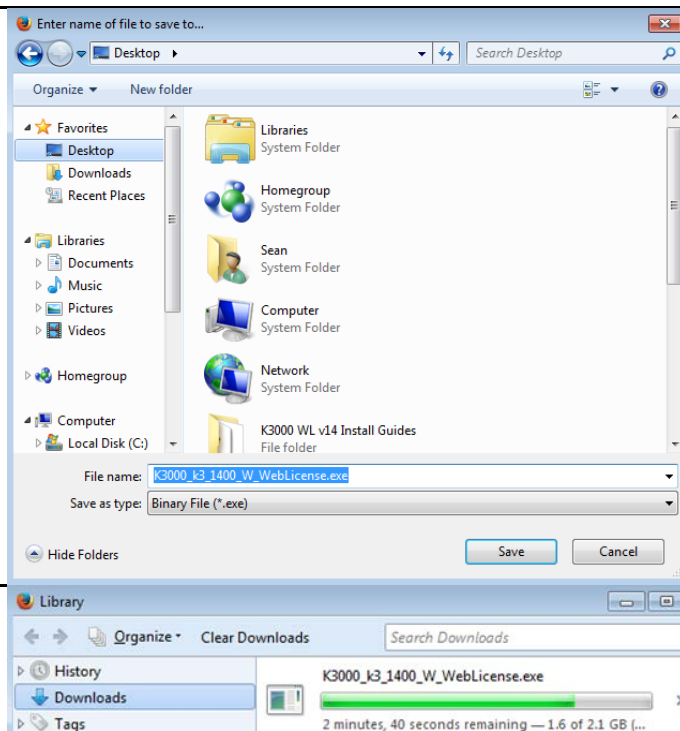 Enter name of file to save to...
Desktop
Search Desktop
Organize
New folder
Favorites
Desktop
Downloads
Recent Places
Libraries
Documents
Music
Pictures
Videos
Homegroup
Computer
Local Disk (C:)
Libraries
System Folder
Homegroup
System Folder
Sean
System Folder
Computer
System Folder
Network
System Folder
K3000 WL v14 Install Guides
File folder
File name: K3000_k3_1400_W_WebLicense.exe
Save as type: Binary File (*.exe)
Hide Folders
Save
Cancel
Library
Organize
Clear Downloads
Search Downloads
History
Downloads
Tags
K3000_k3_1400_W_WebLicense.exe
2 minutes, 40 seconds remaining — 1.6 of 2.1 GB (...